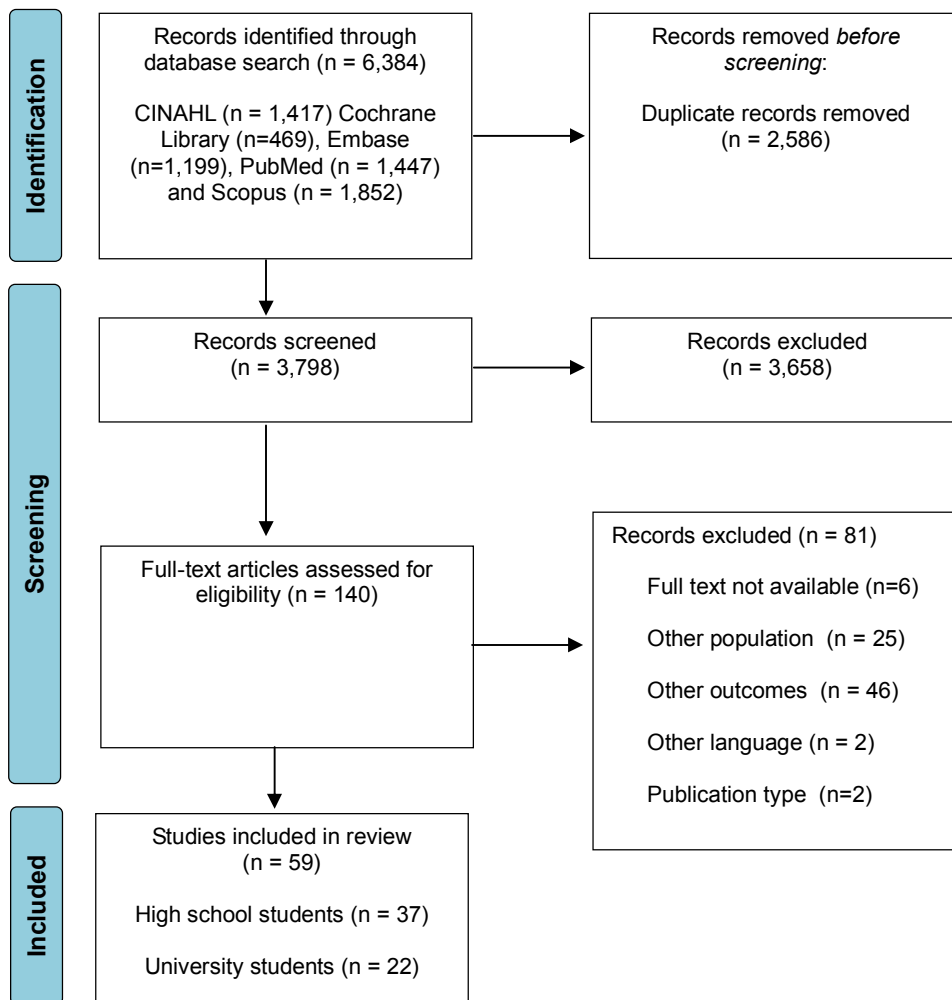 Identification
Records identified through
database search (n = 6,384)
CINAHL (n = 1,417) Cochrane
Library (n=469), Embase
(n=1,199), PubMed (n = 1,447)
and Scopus (n = 1,852)
Records removed before
screening:
Duplicate records removed
(n = 2,586)
Screening
Records screened
(n = 3,798)
Records excluded
(n = 3,658)
Full-text articles assessed for
eligibility (n = 140)
Records excluded (n = 81)
Full text not available (n=6)
Other population (n = 25)
Other outcomes (n = 46)
Other language (n = 2)
Publication type (n=2)
Included
Studies included in review
(n = 59)
High school students (n = 37)
University students (n = 22)